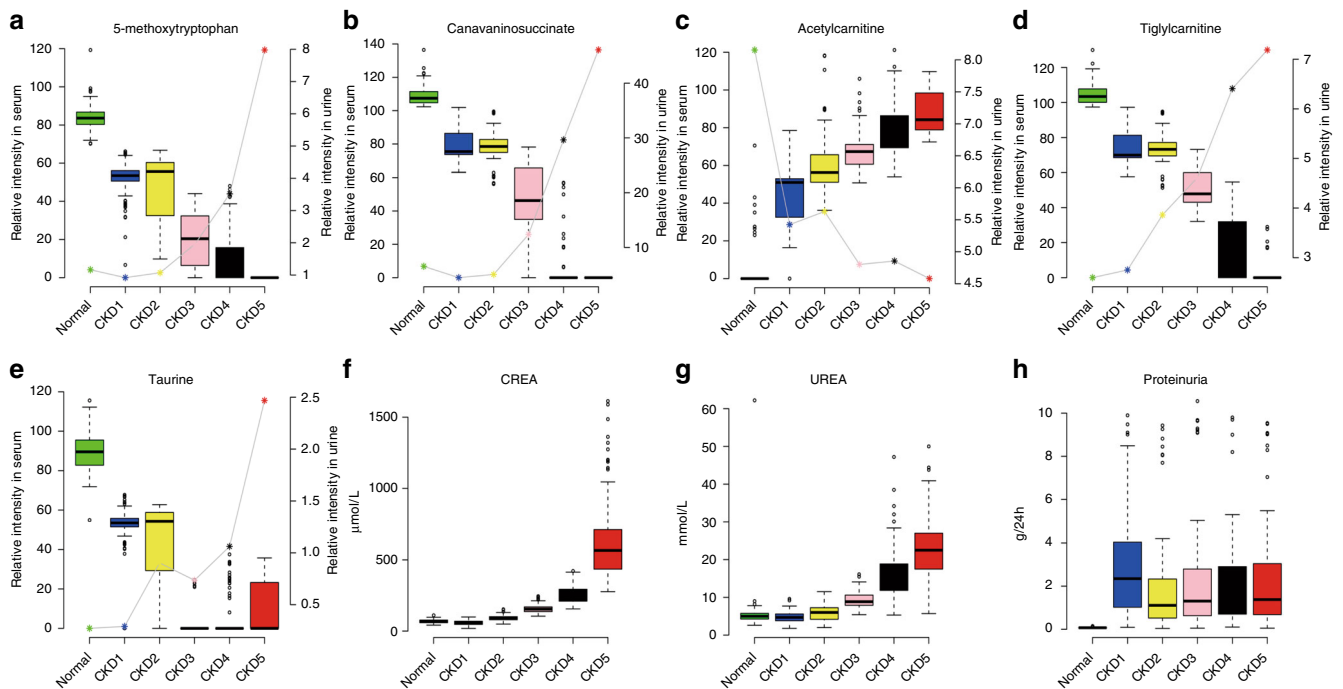 a
5-methoxytryptophan
Relative intensity in serum
120
100
80
60
40
20
0
8
7
6
5
4
3
2
1
Relative intensity in urine
Normal
CKD1
CKD2
CKD3
CKD4
CKD5
b
Canavaninosuccinate
Relative intensity in serum
140
120
100
80
60
40
20
0
40
30
20
10
Relative intensity in urine
Normal
CKD1
CKD2
CKD3
CKD4
CKD5
c
Acetylcarnitine
Relative intensity in serum
120
100
80
60
40
20
0
8.0
7.5
7.0
6.5
6.0
5.5
5.0
4.5
Relative intensity in urine
Normal
CKD1
CKD2
CKD3
CKD4
CKD5
d
Tiglylcarnitine
Relative intensity in serum
120
100
80
60
40
20
0
7
6
5
4
3
Relative intensity in urine
Normal
CKD1
CKD2
CKD3
CKD4
CKD5
e
Taurine
Relative intensity in serum
120
100
80
60
40
20
0
2.5
2.0
1.5
1.0
0.5
Relative intensity in urine
Normal
CKD1
CKD2
CKD3
CKD4
CKD5
f
CREA
μmol/L
1500
1000
500
0
Normal
CKD1
CKD2
CKD3
CKD4
CKD5
g
UREA
mmol/L
60
50
40
30
20
10
0
Normal
CKD1
CKD2
CKD3
CKD4
CKD5
h
Proteinuria
g/24h
10
8
6
4
2
0
Normal
CKD1
CKD2
CKD3
CKD4
CKD5